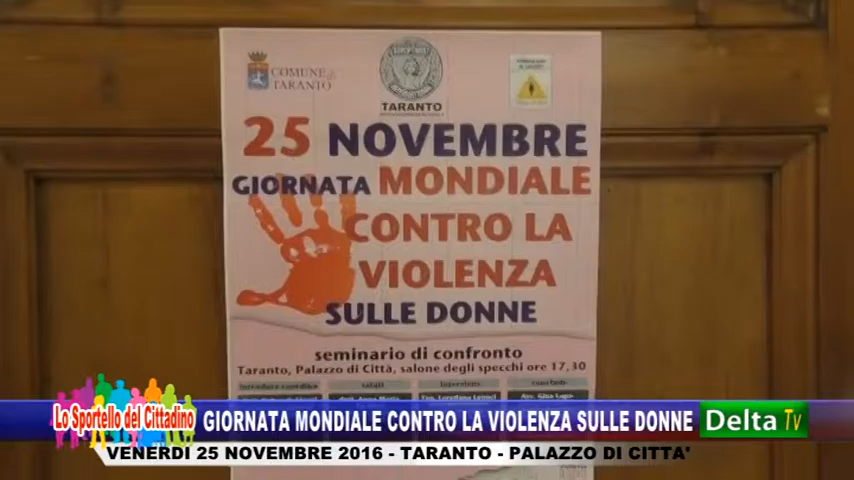 COMUNE di
TARANTO
TARANTO
25 NOVEMBRE
GIORNATA MONDIALE
CONTRO LA
VIOLENZA
SULLE DONNE
seminario di confronto
Taranto, Palazzo di Città, salone degli specchi ore 17,30
saluti
Lo Sportello del Cittadino
GIORNATA MONDIALE CONTRO LA VIOLENZA SULLE DONNE
Delta Tv
VENERDI 25 NOVEMBRE 2016 - TARANTO - PALAZZO DI CITTA'